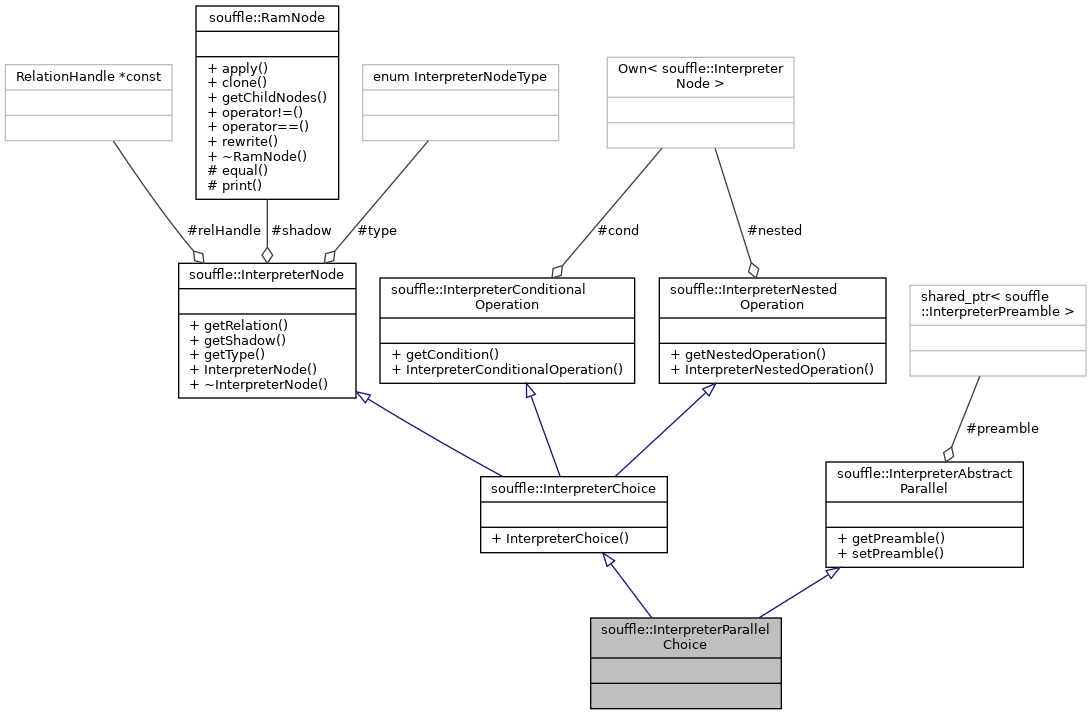 souffle::RamNode
+ apply()
+ clone()
+ getChildNodes()
+ operator!=()
+ operator==()
+ rewrite()
+ ~RamNode()
# equal()
# print()
RelationHandle *const
enum InterpreterNodeType
Own< souffle::Interpreter
Node >
#relHandle
#shadow
#type
#cond
#nested
souffle::InterpreterNode
+ getRelation()
+ getShadow()
+ getType()
+ InterpreterNode()
+ ~InterpreterNode()
souffle::InterpreterConditional
Operation
+ getCondition()
+ InterpreterConditionalOperation()
souffle::InterpreterNested
Operation
+ getNestedOperation()
+ InterpreterNestedOperation()
shared_ptr< souffle
::InterpreterPreamble >
#preamble
souffle::InterpreterChoice
+ InterpreterChoice()
souffle::InterpreterAbstract
Parallel
+ getPreamble()
+ setPreamble()
souffle::InterpreterParallel
Choice